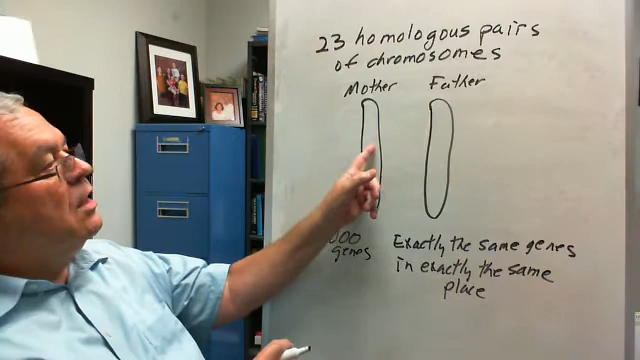 23 homologous pairs
of chromosomes
Mother Father
000
genes
Exactly the same genes
in exactly the same
place